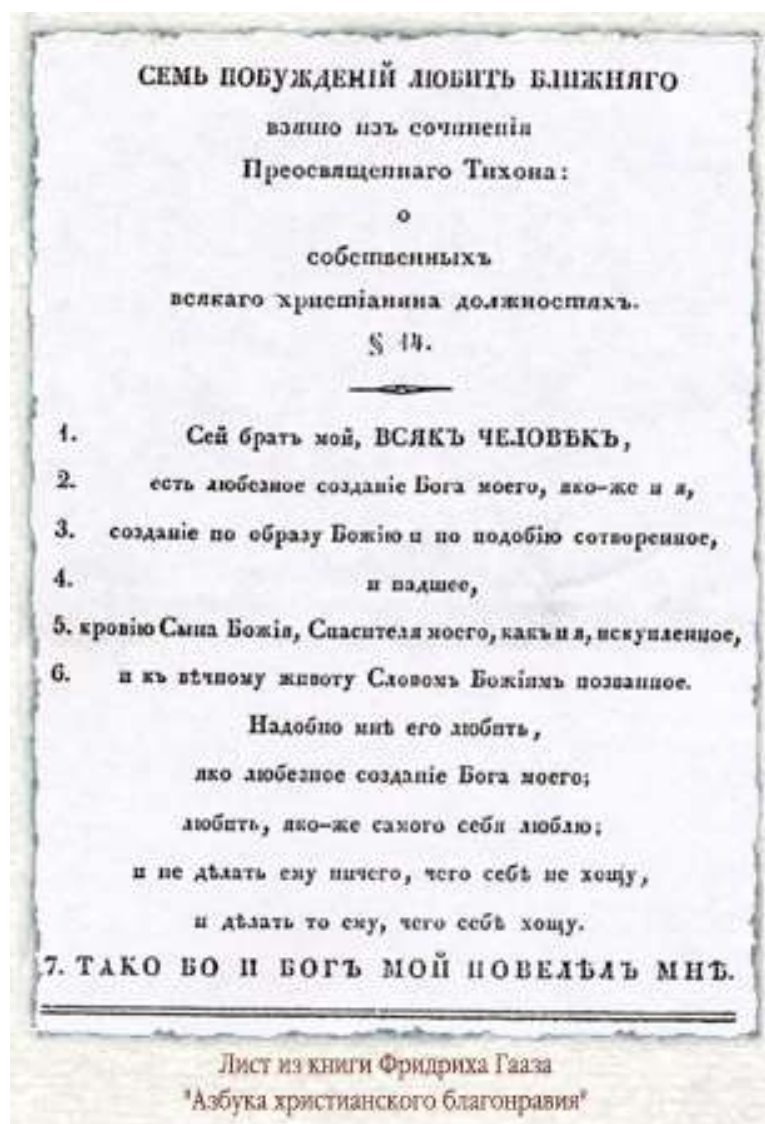 СЕМЬ ПОБУЖДЕНІЙ ЛЮБИТЬ БЛИЖНЯГО
взято изъ сочиненія
Преосвященнаго Тихона:
о
собственныхъ
всякаго христіанина должностяхъ.
§ 14.
1. Сей братъ мой, ВСЯКЪ ЧЕЛОВѢКЪ,
2. есть любезное созданіе Бога моего, яко-же и я,
3. созданіе по образу Божію и по подобію сотворенное,
4. и падшее,
5. кровію Сына Божія, Спасителя моего, какъ и я, искупленное,
6. и къ вѣчному животу Словомъ Божіимъ позванное.
Надобно мнѣ его любить,
яко любезное созданіе Бога моего;
любить, яко-же самого себя люблю;
и не дѣлать ему ничего, чего себѣ не хощу,
и дѣлать то ему, чего себѣ хощу.
7. ТАКО БО И БОГЪ МОЙ ПОВЕЛѢЛЪ МНѢ.
Лист из книги Фридриха Гааза
"Азбука христианского благонравия"